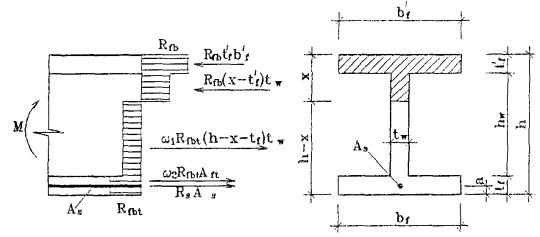 R_fb
R_fb t'_f b'_f
R_fb(x-t'_f)t_w
M
ω₁R_fbt(h-x-t_f)t_w
ω₂R_fbt A_ft
R_s A_s
A_s
R_fbt
b'_f
t'_f
x
h_w
h
t_w
A_s
h-x
a
t_f
b_f